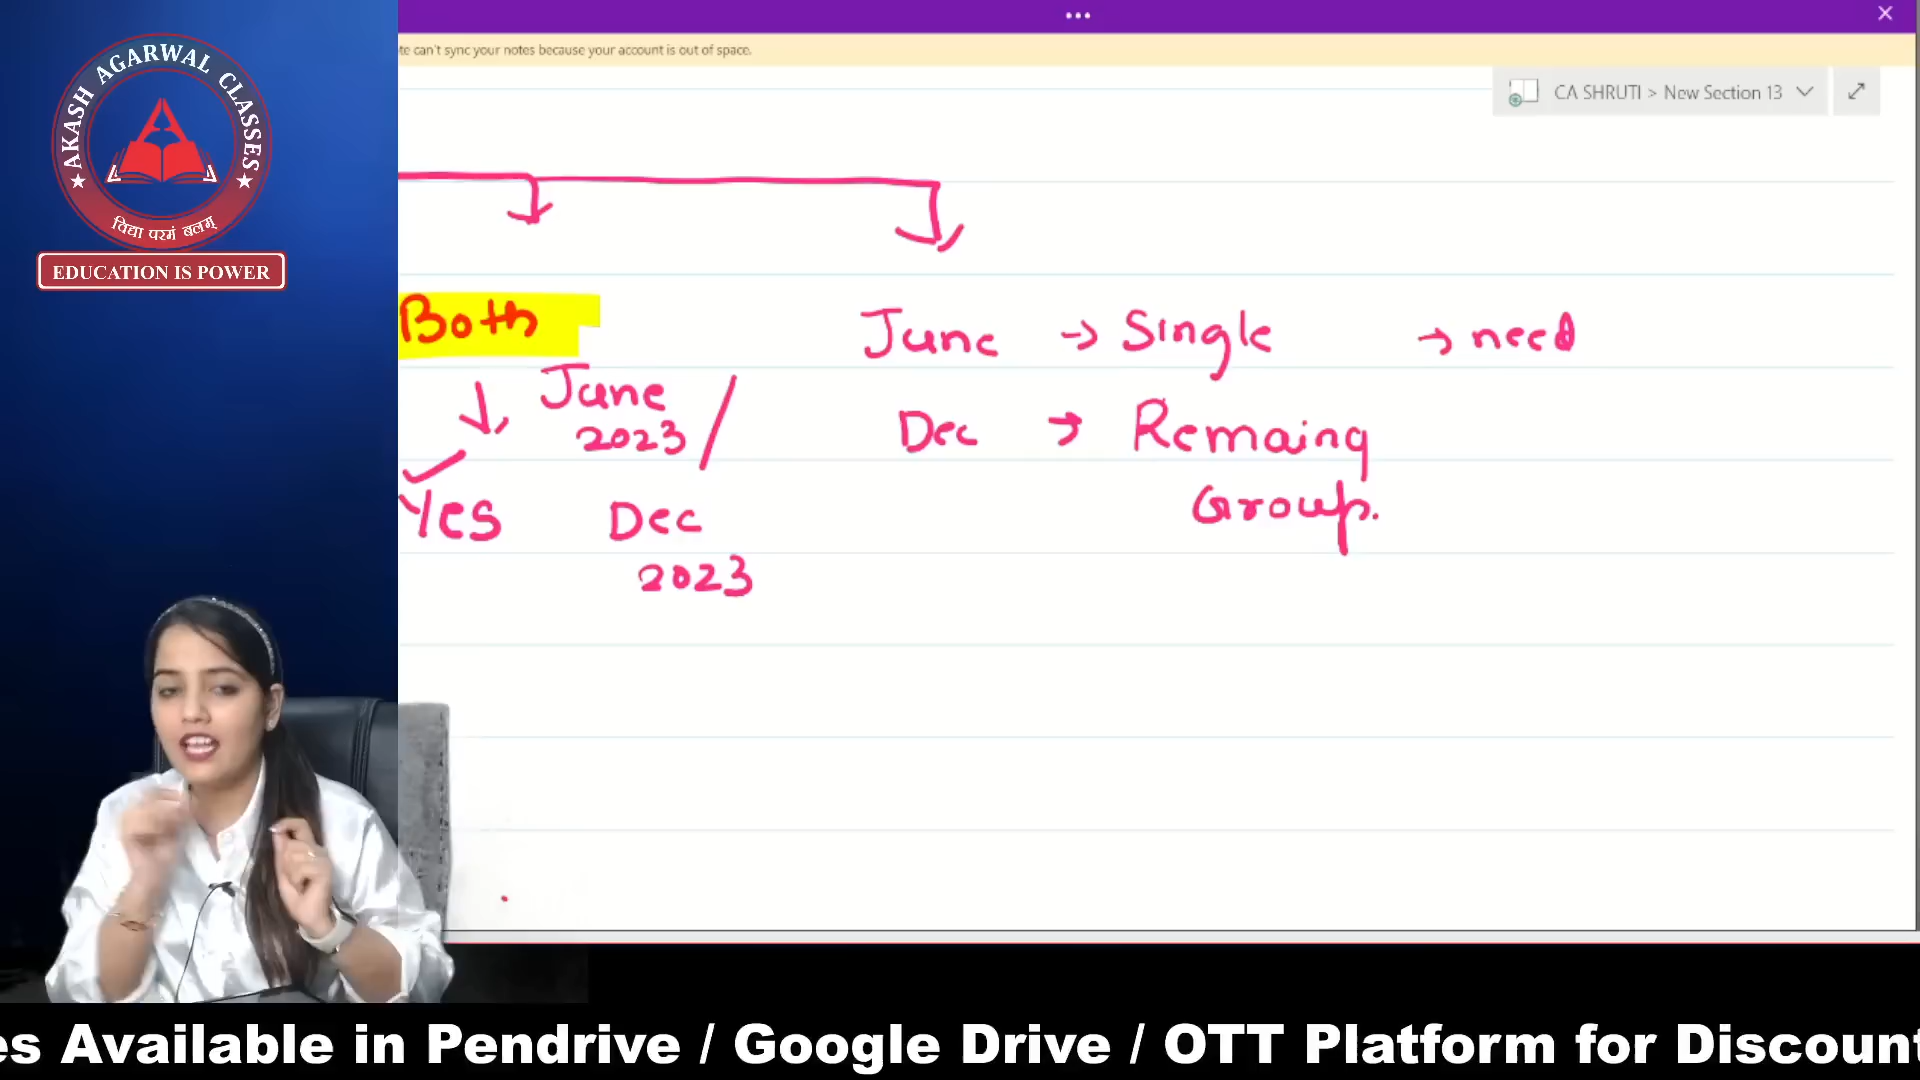 AKASH AGARWAL CLASSES
विद्या परमं बलम्
EDUCATION IS POWER
te can't sync your notes because your account is out of space.
CA SHRUTI > New Section 13
Both
June
2023 /
Yes
Dec
2023
June → Single → need
Dec → Remaing
Group.
es Available in Pendrive / Google Drive / OTT Platform for Discount